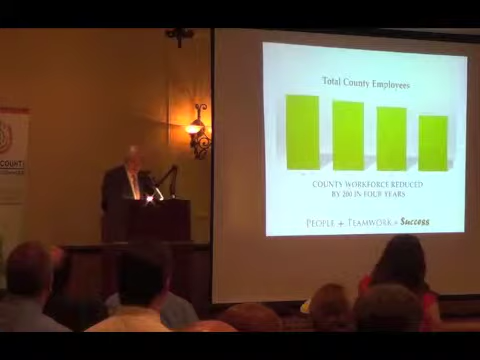 Total County Employees
COUNTY WORKFORCE REDUCED
BY 200 IN FOUR YEARS
PEOPLE + TEAMWORK = SUCCESS
COUNTY